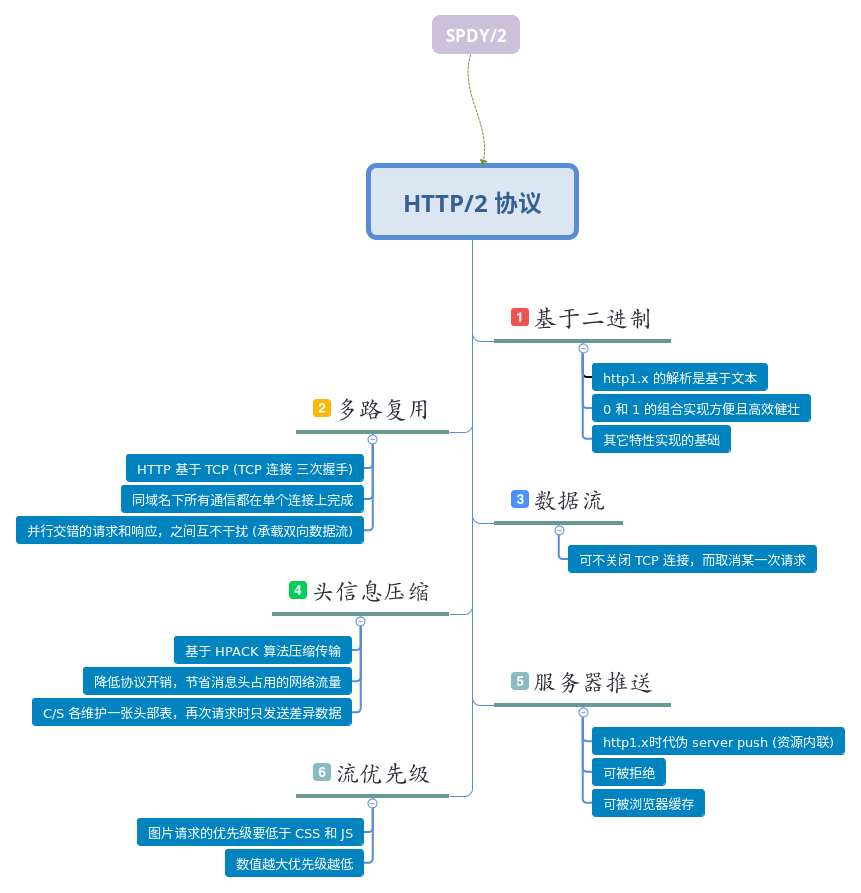 SPDY/2
HTTP/2 协议
1 基于二进制
http1.x 的解析是基于文本
0 和 1 的组合实现方便且高效健壮
其它特性实现的基础
2 多路复用
HTTP 基于 TCP (TCP 连接 三次握手)
同域名下所有通信都在单个连接上完成
并行交错的请求和响应，之间互不干扰 (承载双向数据流)
3 数据流
可不关闭 TCP 连接，而取消某一次请求
4 头信息压缩
基于 HPACK 算法压缩传输
降低协议开销，节省消息头占用的网络流量
C/S 各维护一张头部表，再次请求时只发送差异数据
5 服务器推送
http1.x时代伪 server push (资源内联)
可被拒绝
可被浏览器缓存
6 流优先级
图片请求的优先级要低于 CSS 和 JS
数值越大优先级越低